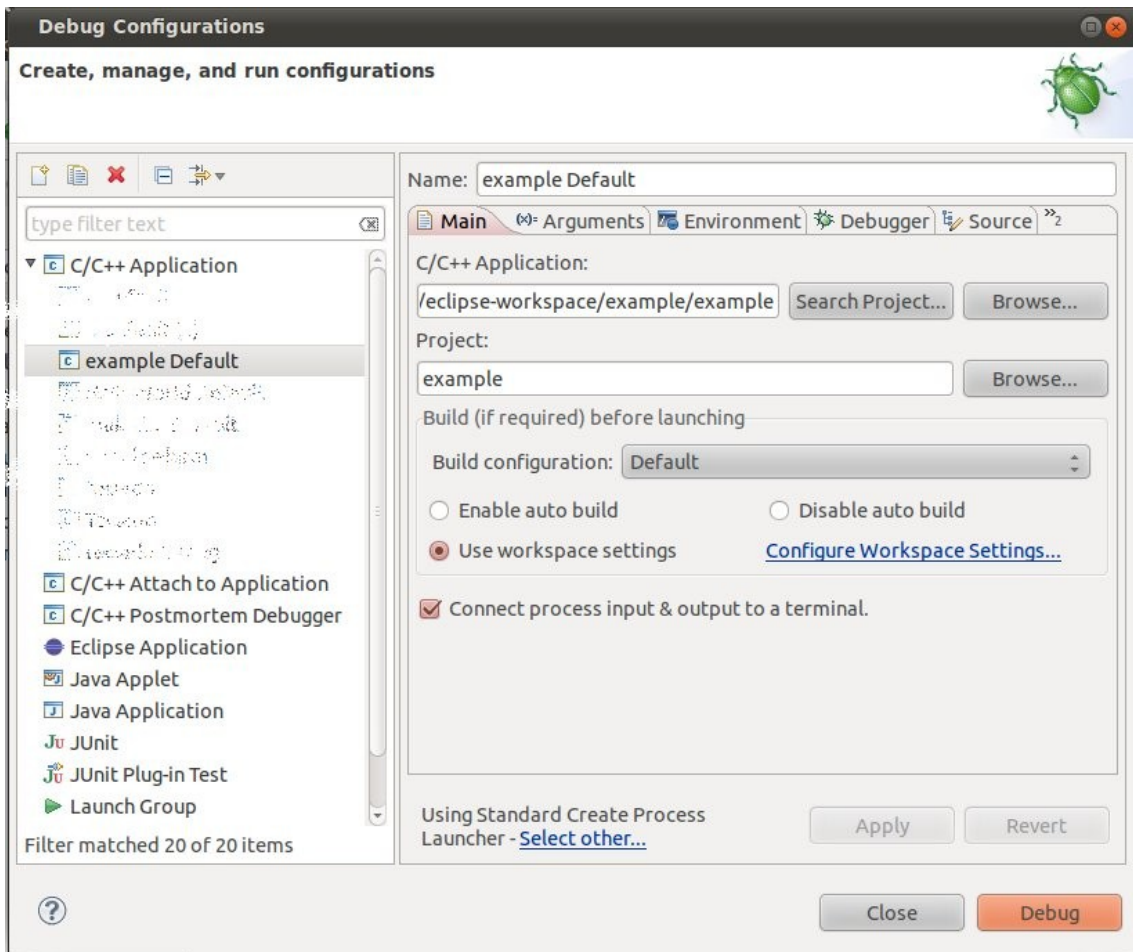 Debug Configurations
Create, manage, and run configurations
type filter text
C/C++ Application
example Default
C/C++ Attach to Application
C/C++ Postmortem Debugger
Eclipse Application
Java Applet
Java Application
Ju JUnit
Ju JUnit Plug-in Test
Launch Group
Filter matched 20 of 20 items
Name: example Default
Main (x)= Arguments Environment Debugger Source »2
C/C++ Application:
/eclipse-workspace/example/example Search Project... Browse...
Project:
example Browse...
Build (if required) before launching
Build configuration: Default
Enable auto build Disable auto build
Use workspace settings Configure Workspace Settings...
Connect process input & output to a terminal.
Using Standard Create Process
Launcher - Select other...
Apply Revert
? Close Debug